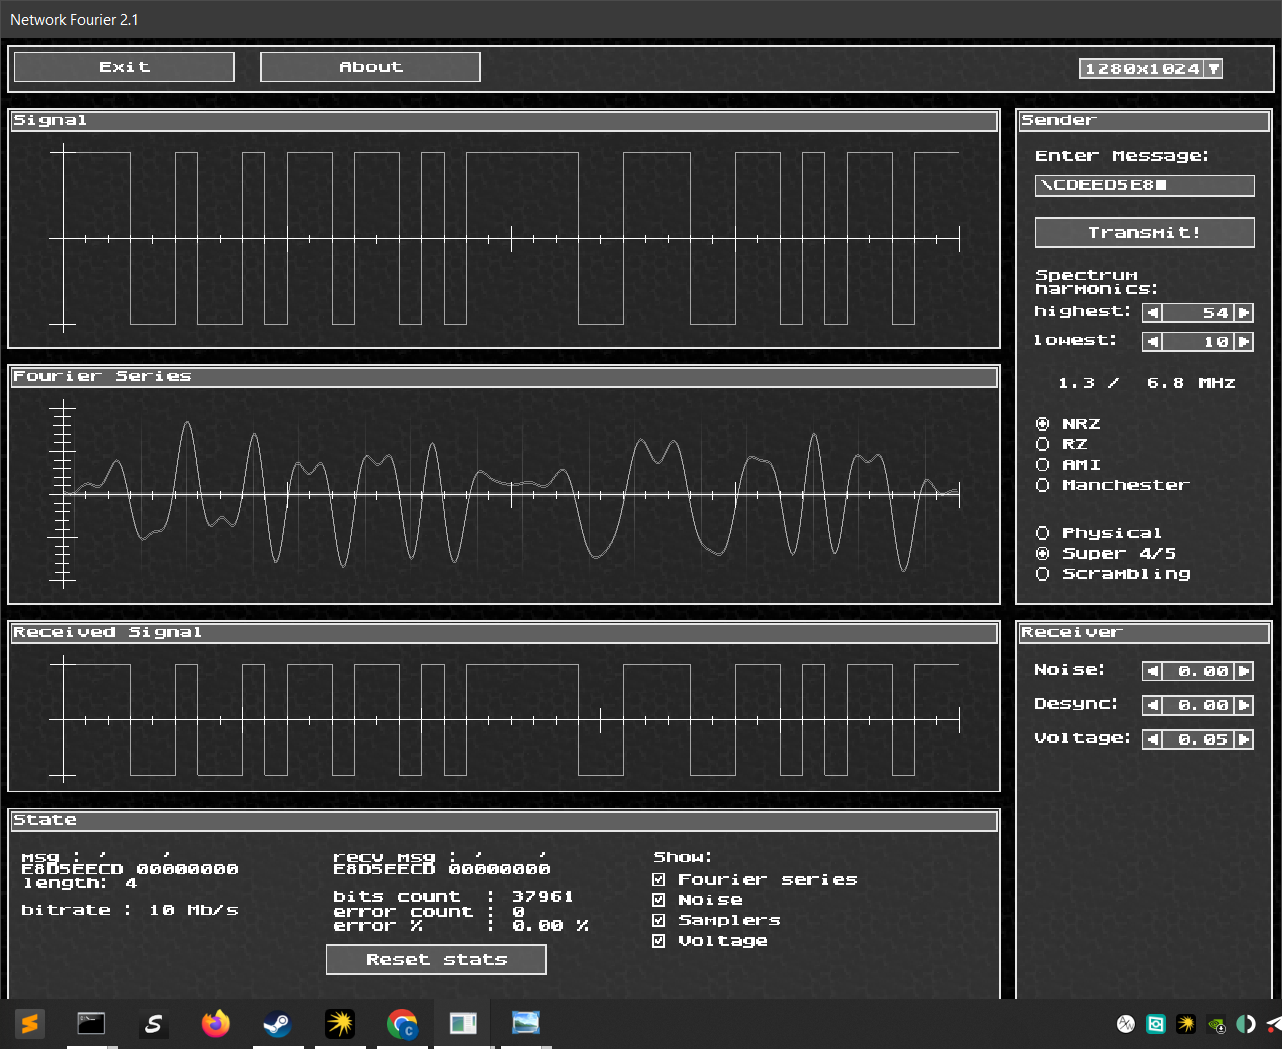 Network Fourier 2.1
Exit About 1280x1024
Signal
Sender
Enter Message:
\CDEED5E8
Transmit!
Spectrum
harmonics:
highest: 54
lowest: 10
1.3 / 6.8 MHz
NRZ
RZ
AMI
Manchester
Physical
Super 4/5
Scrambling
Fourier Series
Received Signal
Receiver
Noise: 0.00
Desync: 0.00
Voltage: 0.05
State
msg : , ,
E8D5EECD 00000000
length: 4
bitrate : 10 Mb/s
recv msg : , ,
E8D5EECD 00000000
bits count : 37961
error count : 0
error % : 0.00 %
Reset stats
Show:
Fourier series
Noise
Samplers
Voltage